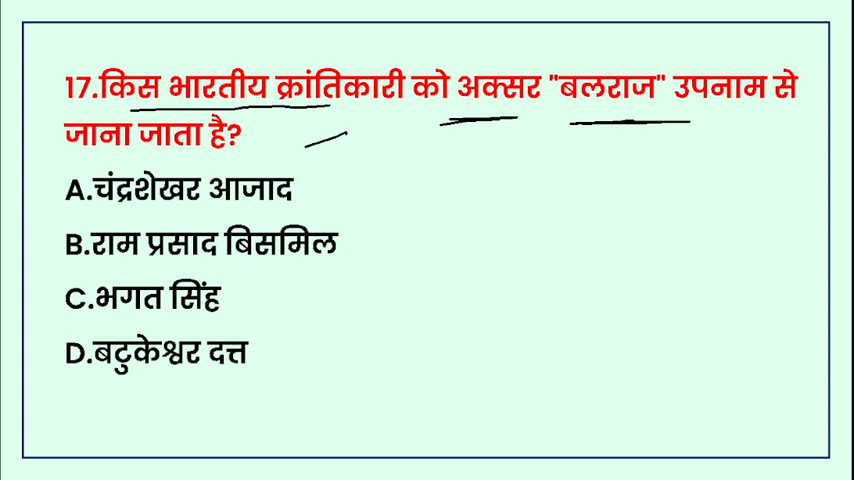 17.किस भारतीय क्रांतिकारी को अक्सर "बलराज" उपनाम से
जाना जाता है?
A.चंद्रशेखर आजाद
B.राम प्रसाद बिसमिल
C.भगत सिंह
D.बटुकेश्वर दत्त